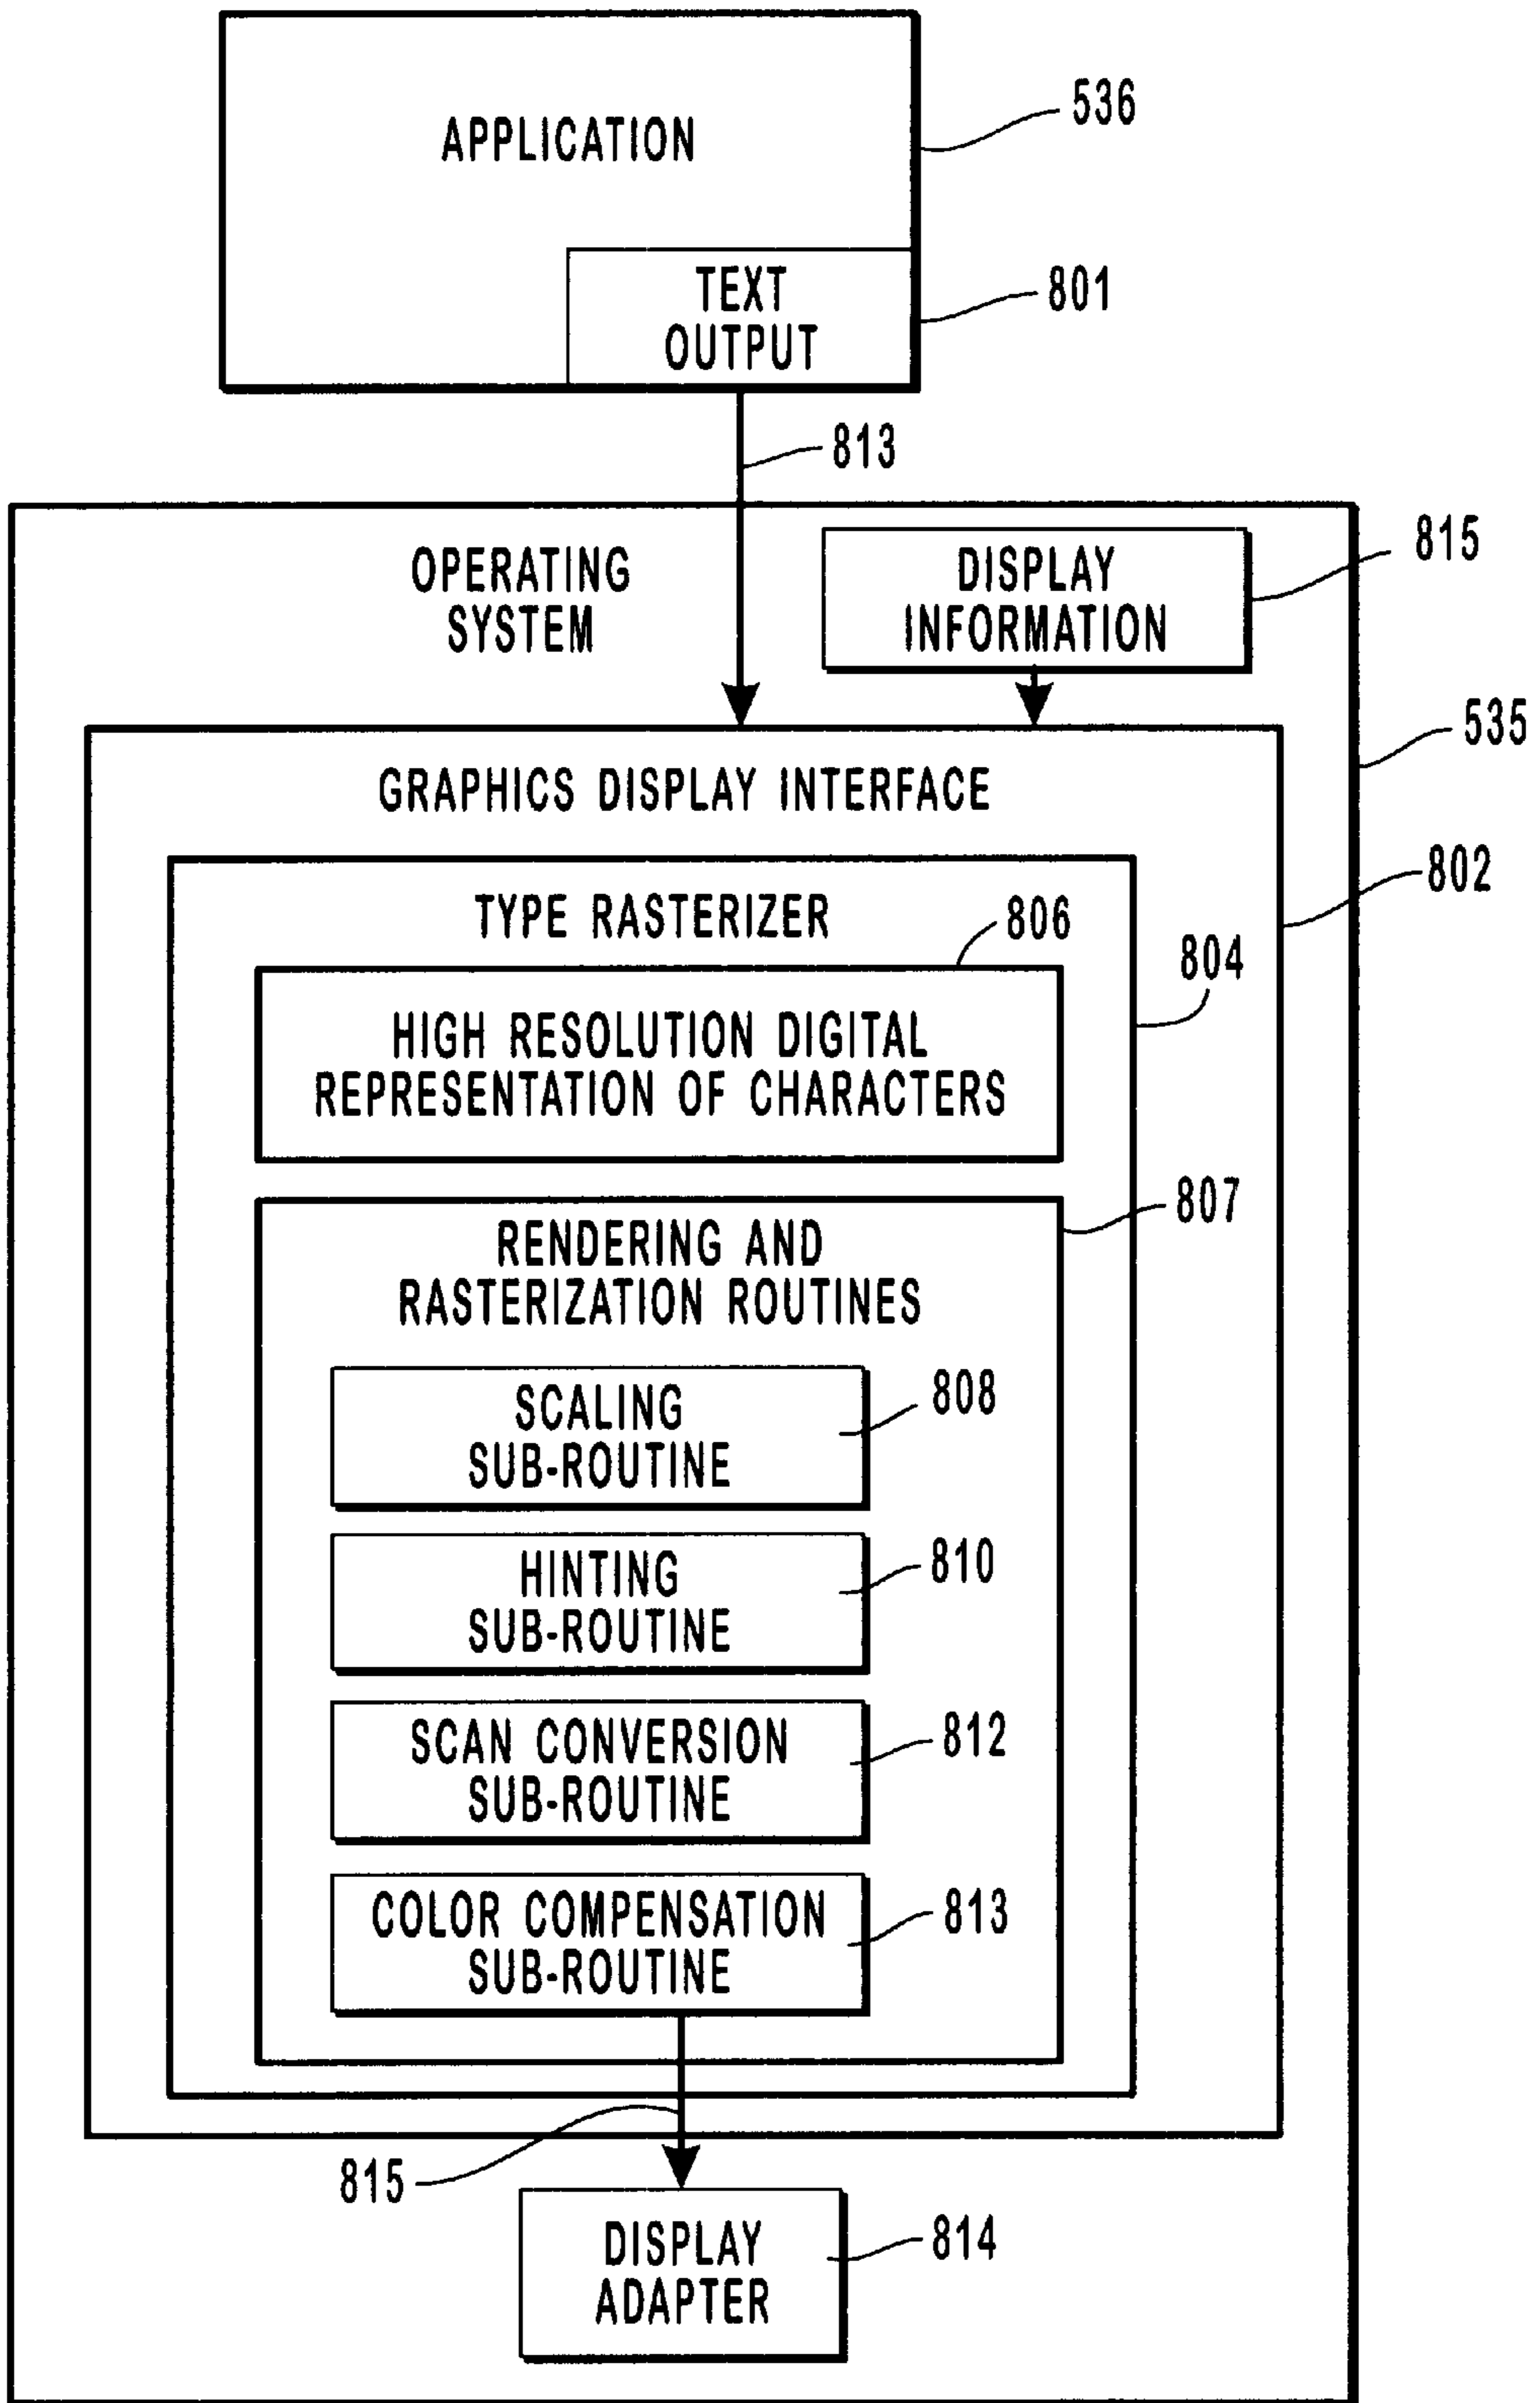 APPLICATION
536
TEXT
OUTPUT
801
813
OPERATING
SYSTEM
DISPLAY
INFORMATION
815
535
GRAPHICS DISPLAY INTERFACE
802
TYPE RASTERIZER
806
804
HIGH RESOLUTION DIGITAL
REPRESENTATION OF CHARACTERS
807
RENDERING AND
RASTERIZATION ROUTINES
SCALING
SUB-ROUTINE
808
HINTING
SUB-ROUTINE
810
SCAN CONVERSION
SUB-ROUTINE
812
COLOR COMPENSATION
SUB-ROUTINE
813
815
DISPLAY
ADAPTER
814